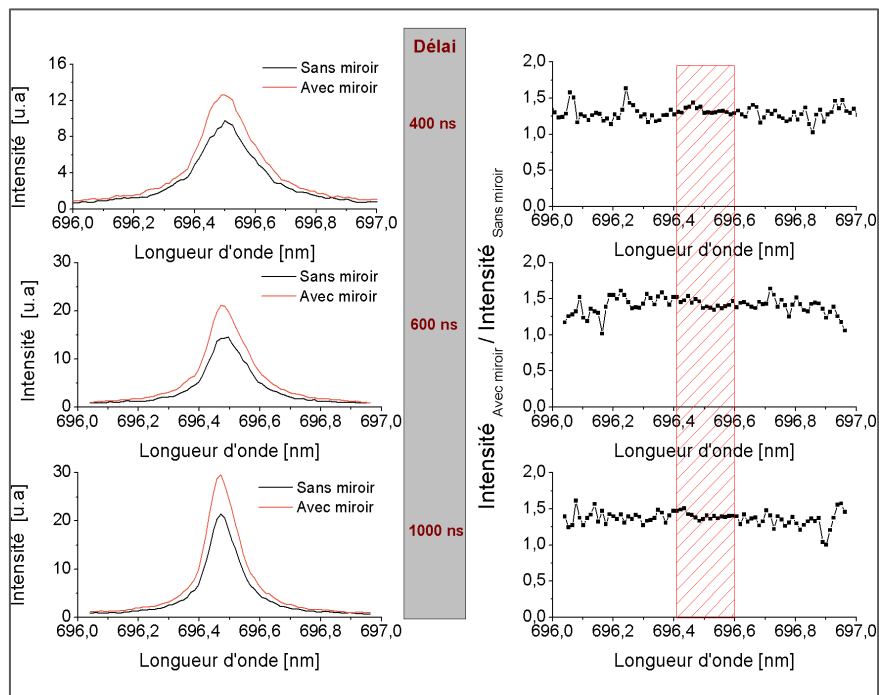 Délai
16
12
8
4
0
Intensité [u.a]
Sans miroir
Avec miroir
696,0 696,2 696,4 696,6 696,8 697,0
Longueur d'onde [nm]
400 ns
2,0
1,5
1,0
0,5
0,0
696,0 696,2 696,4 696,6 696,8 697,0
Longueur d'onde [nm]
30
20
10
0
Intensité [u.a]
Sans miroir
Avec miroir
696,0 696,2 696,4 696,6 696,8 697,0
Longueur d'onde [nm]
600 ns
Intensité Avec miroir / Intensité Sans miroir
2,0
1,5
1,0
0,5
0,0
696,0 696,2 696,4 696,6 696,8 697,0
Longueur d'onde [nm]
30
20
10
0
Intensité [u.a]
Sans miroir
Avec miroir
696,0 696,2 696,4 696,6 696,8 697,0
Longueur d'onde [nm]
1000 ns
2,0
1,5
1,0
0,5
0,0
696,0 696,2 696,4 696,6 696,8 697,0
Longueur d'onde [nm]